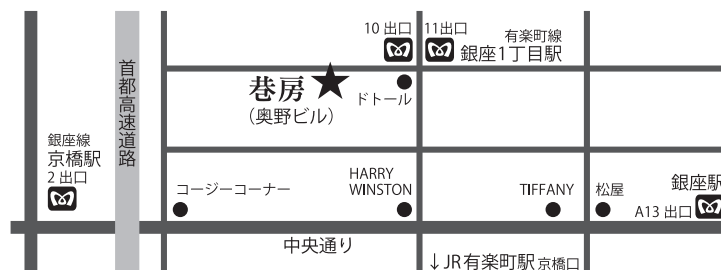 10 出口
11出口
有楽町線
銀座1丁目駅
首都高速道路
巷房
(奥野ビル)
ドトール
銀座線
京橋駅
2 出口
コージーコーナー
HARRY
WINSTON
TIFFANY
松屋
銀座駅
A13 出口
中央通り
↓JR有楽町駅 京橋口